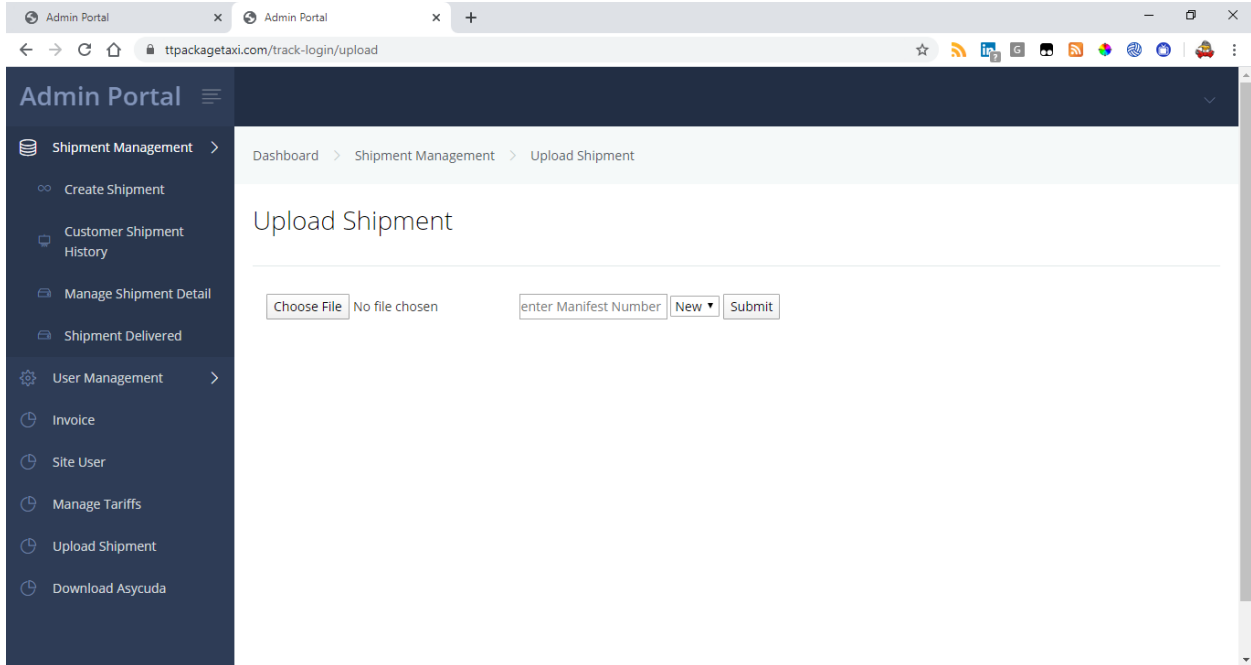 Admin Portal
Admin Portal
ttpackagetaxi.com/track-login/upload
Admin Portal
Shipment Management
Create Shipment
Customer Shipment
History
Manage Shipment Detail
Shipment Delivered
User Management
Invoice
Site User
Manage Tariffs
Upload Shipment
Download Asycuda
Dashboard > Shipment Management > Upload Shipment
Upload Shipment
Choose File No file chosen enter Manifest Number New Submit